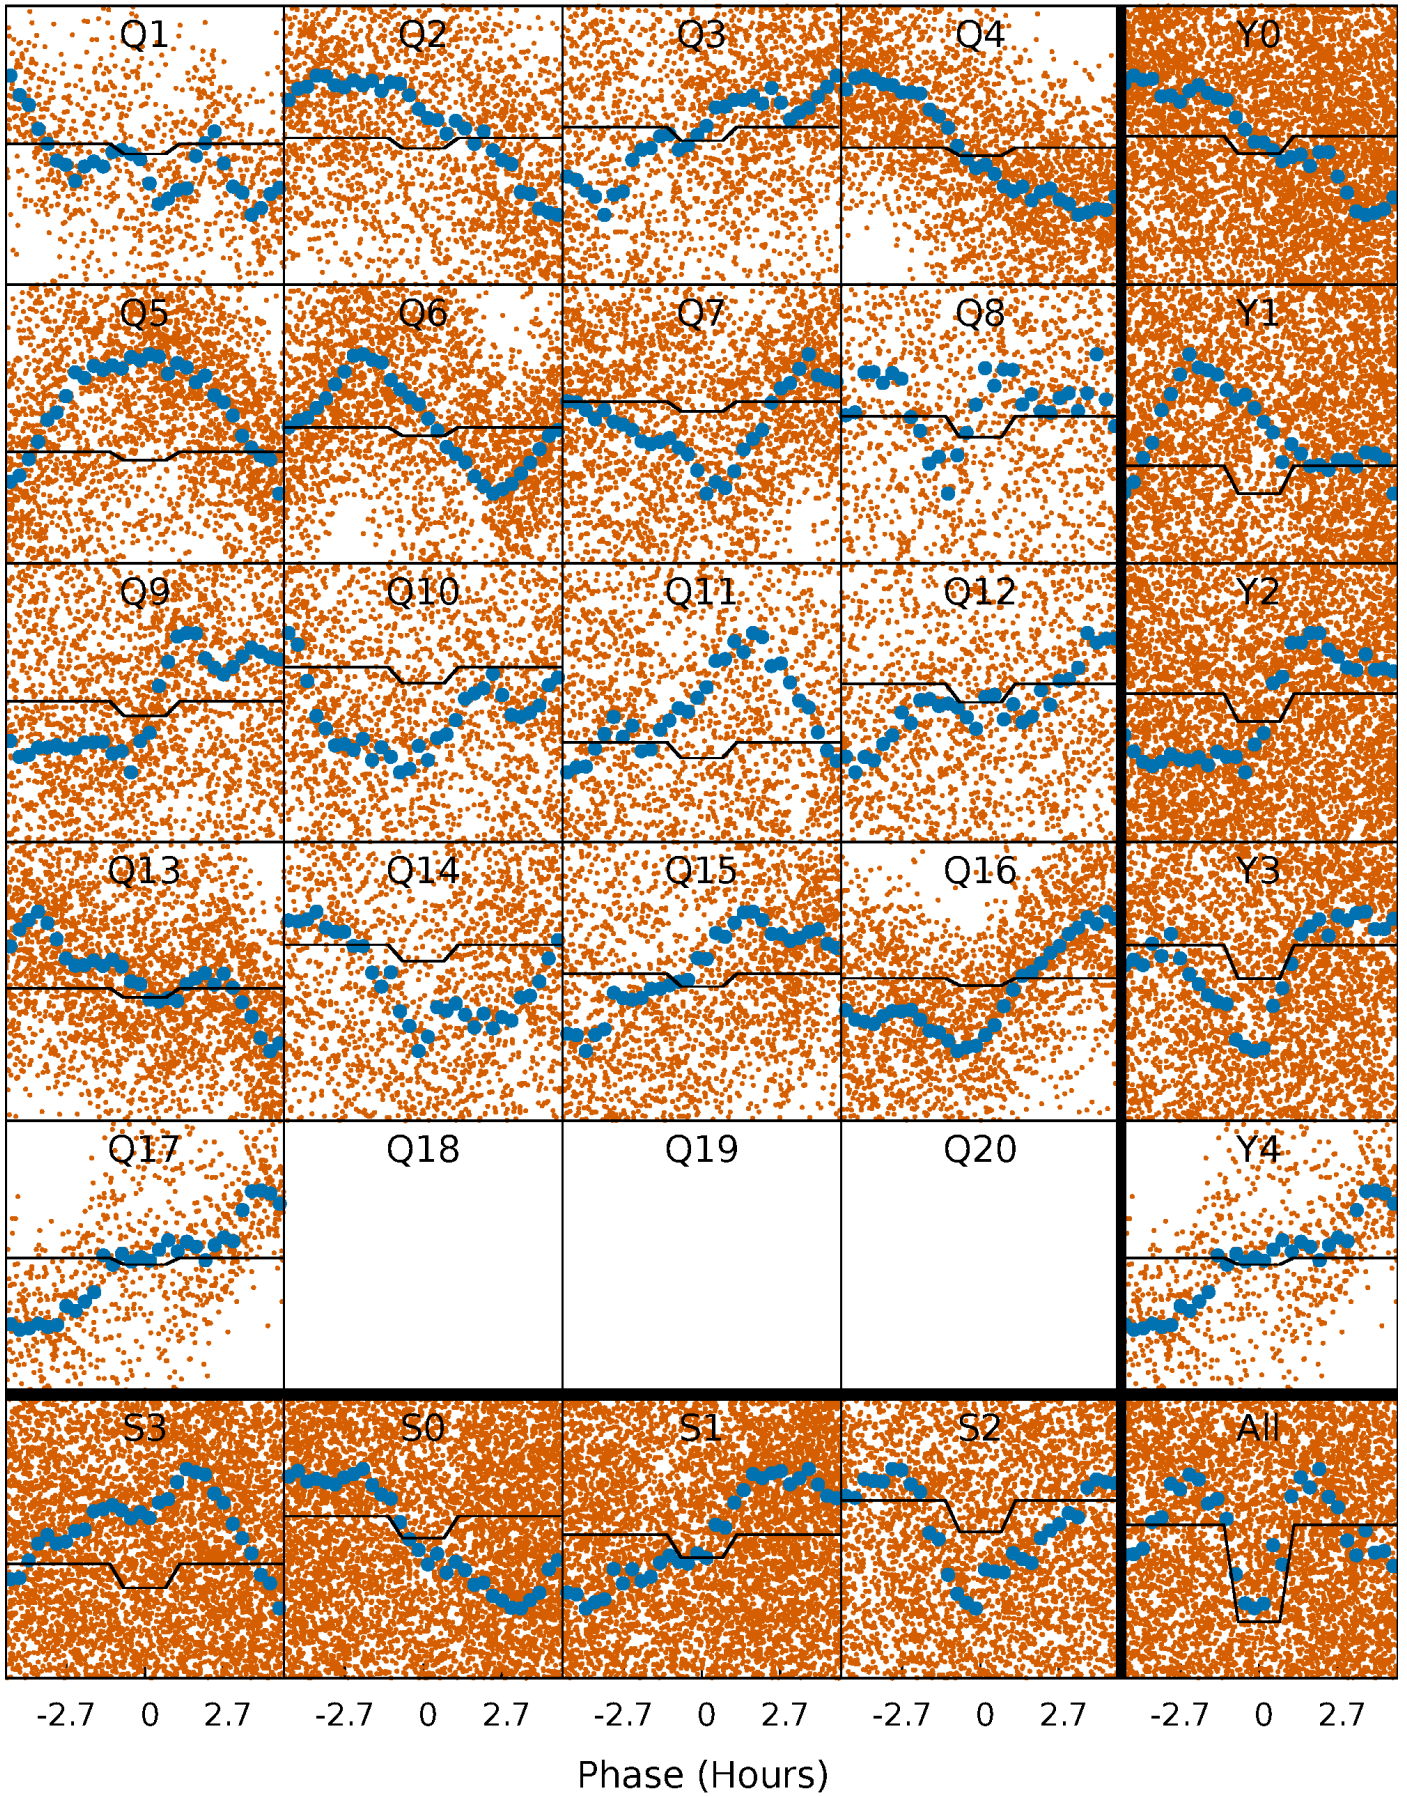 Q1 Q2 Q3 Q4 Y0
Q5 Q6 Q7 Q8 Y1
Q9 Q10 Q11 Q12 Y2
Q13 Q14 Q15 Q16 Y3
Q17 Q18 Q19 Q20 Y4
S3 S0 S1 S2 All
-2.7 0 2.7 -2.7 0 2.7 -2.7 0 2.7 -2.7 0 2.7 -2.7 0 2.7
Phase (Hours)